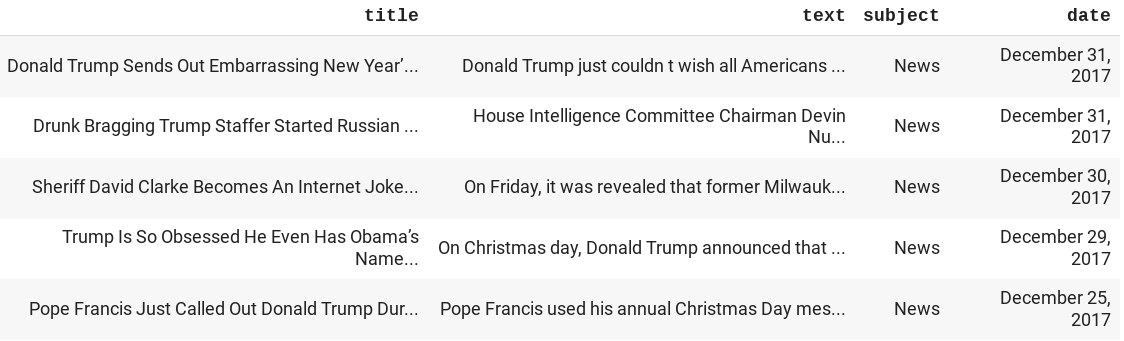 title text subject date
Donald Trump Sends Out Embarrassing New Year’... Donald Trump just couldn t wish all Americans ... News December 31,
2017
Drunk Bragging Trump Staffer Started Russian ... House Intelligence Committee Chairman Devin
Nu... News December 31,
2017
Sheriff David Clarke Becomes An Internet Joke... On Friday, it was revealed that former Milwauk... News December 30,
2017
Trump Is So Obsessed He Even Has Obama’s
Name... On Christmas day, Donald Trump announced that ... News December 29,
2017
Pope Francis Just Called Out Donald Trump Dur... Pope Francis used his annual Christmas Day mes... News December 25,
2017